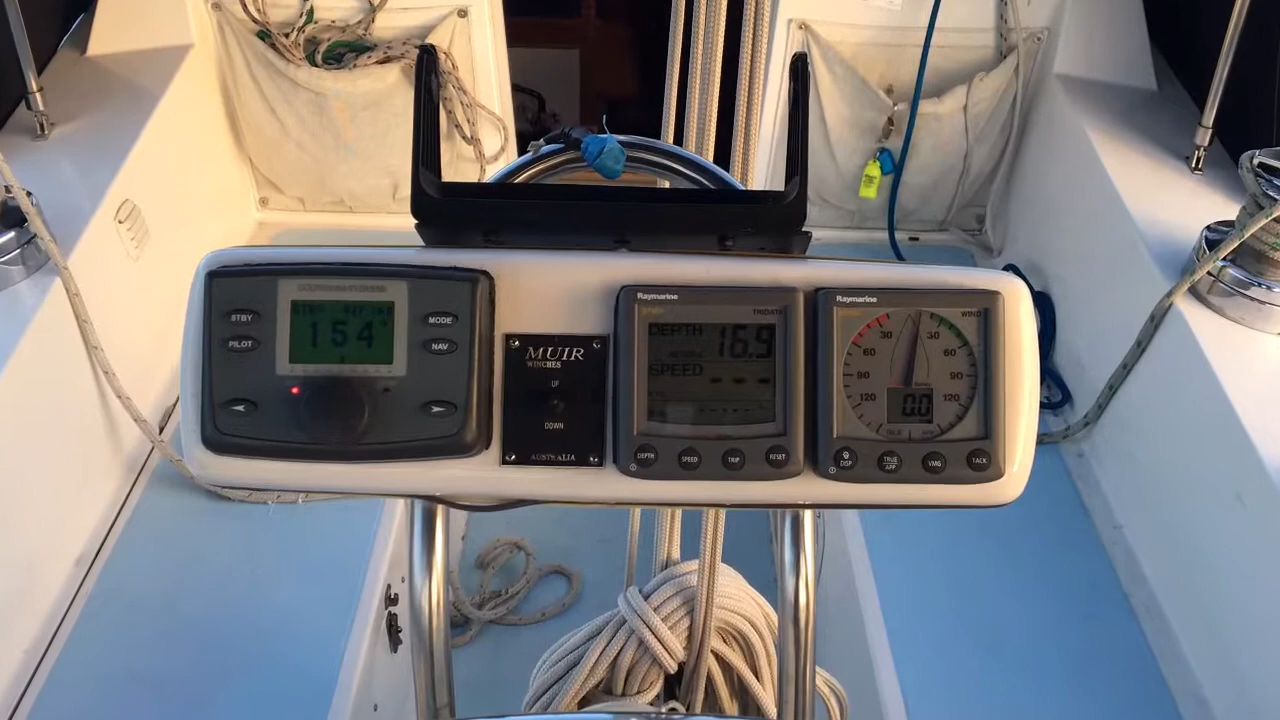 STBY
PILOT
154°
MODE
NAV
MUIR
WINCHES
UP
DOWN
AUSTRALIA
Raymarine
DEPTH
16.9
SPEED
DEPTH
SPEED
TRIP
RESET
Raymarine
WIND
30
30
60
60
90
90
120
120
0.0
DISP
TRUE
APP
VMG
TACK